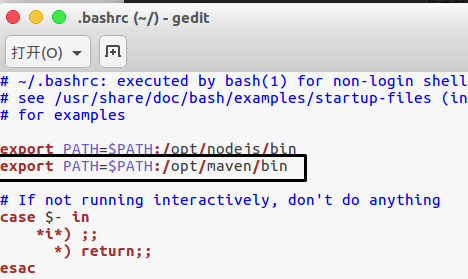 .bashrc (~/) - gedit
打开(O)
# ~/.bashrc: executed by bash(1) for non-login shell
# see /usr/share/doc/bash/examples/startup-files (in
# for examples
export PATH=$PATH:/opt/nodejs/bin
export PATH=$PATH:/opt/maven/bin
# If not running interactively, don't do anything
case $- in
*i*) ;;
*) return;;
esac